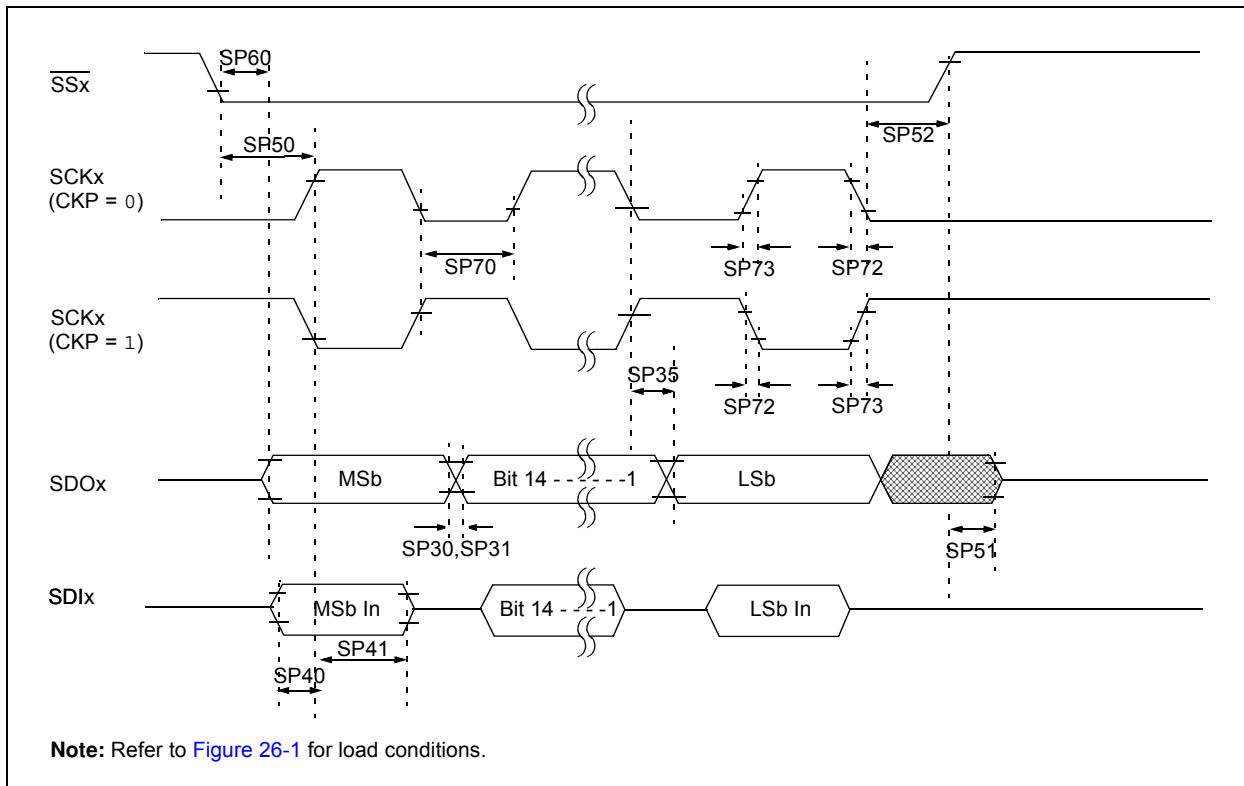 SP60
SSx
SP50
SP52
SCKx
(CKP = 0)
SP70
SP73
SP72
SCKx
(CKP = 1)
SP35
SP72
SP73
SDOx
MSb
Bit 14 - - - - - -1
LSb
SP30,SP31
SP51
SDIx
MSb In
Bit 14 - - - -1
LSb In
SP41
SP40
Note: Refer to Figure 26-1 for load conditions.